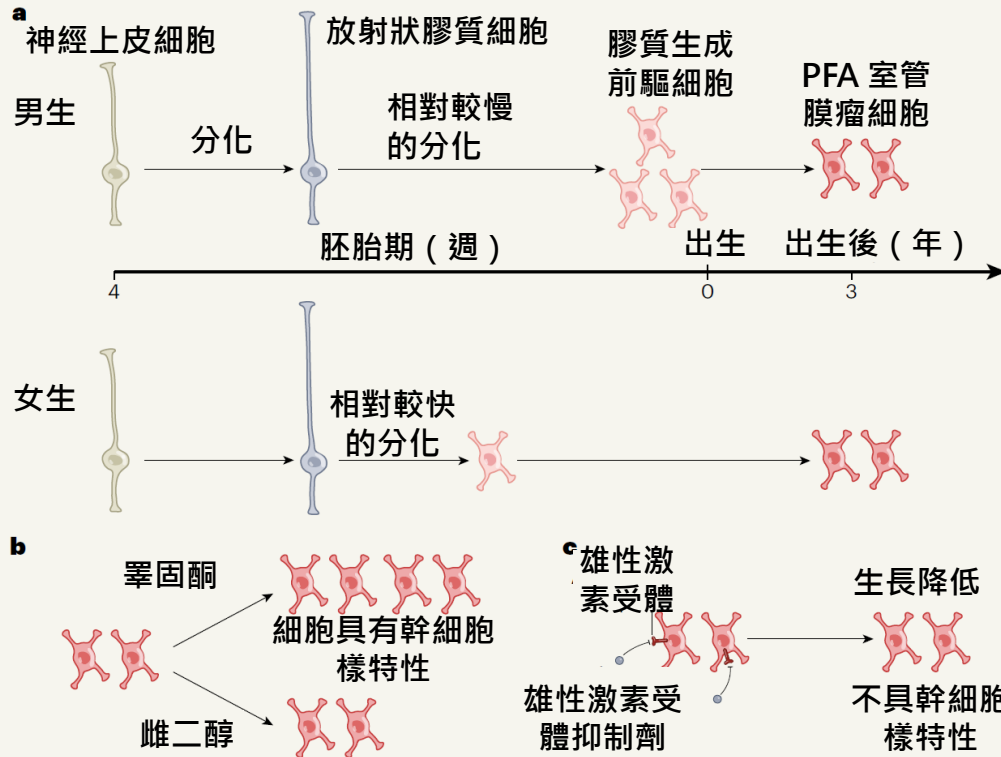 a
神經上皮細胞
放射狀膠質細胞
膠質生成
前驅細胞
PFA 室管
膜瘤細胞
男生
分化
相對較慢
的分化
胚胎期（週）
出生
出生後（年）
4
0
3
女生
相對較快
的分化
b
睪固酮
細胞具有幹細胞
樣特性
雌二醇
c
雄性激
素受體
生長降低
雄性激素受
體抑制劑
不具幹細胞
樣特性